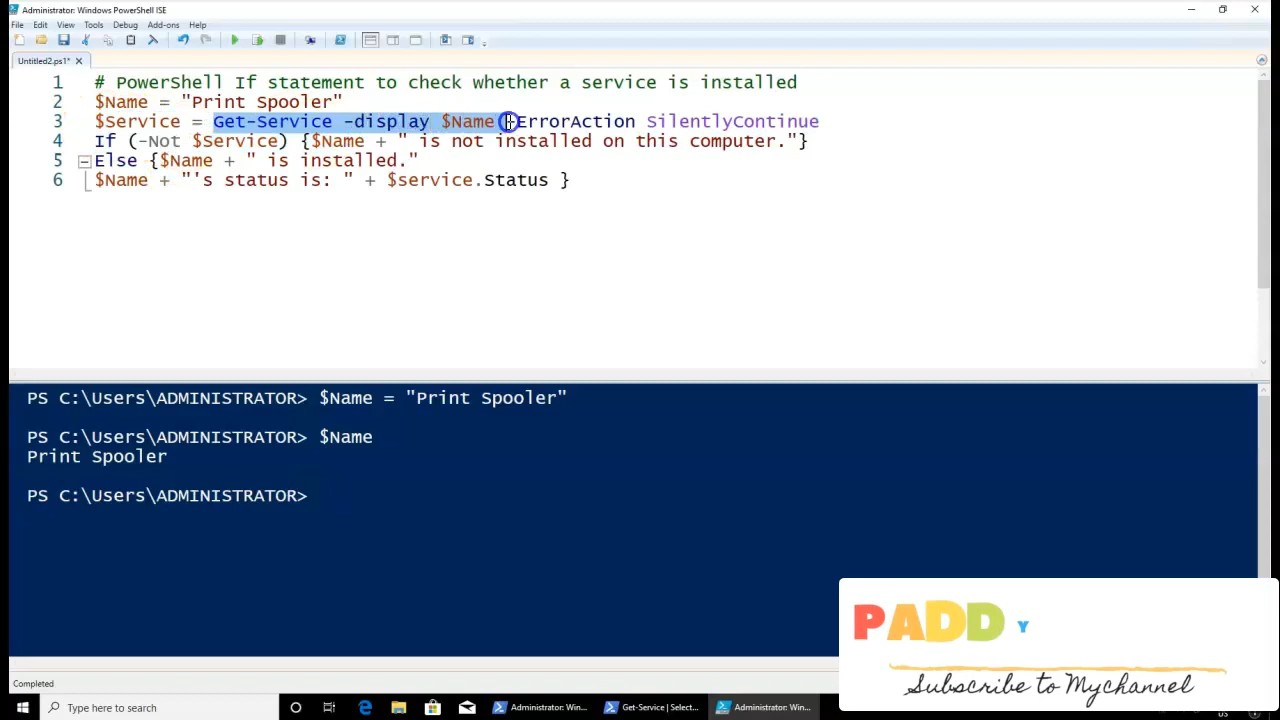 Administrator: Windows PowerShell ISE
File Edit View Tools Debug Add-ons Help
Untitled2.ps1* X
1 # PowerShell If statement to check whether a service is installed
2 $Name = "Print Spooler"
3 $Service = Get-Service -display $Name -ErrorAction SilentlyContinue
4 If (-Not $Service) {$Name + " is not installed on this computer."}
5 Else {$Name + " is installed."
6 $Name + "'s status is: " + $service.Status }
PS C:\Users\ADMINISTRATOR> $Name = "Print Spooler"
PS C:\Users\ADMINISTRATOR> $Name
Print Spooler
PS C:\Users\ADMINISTRATOR>
PADD Y
Subscribe to Mychannel
Completed
Type here to search
Administrator: Win...
Get-Service | Select...
Administrator: Win...